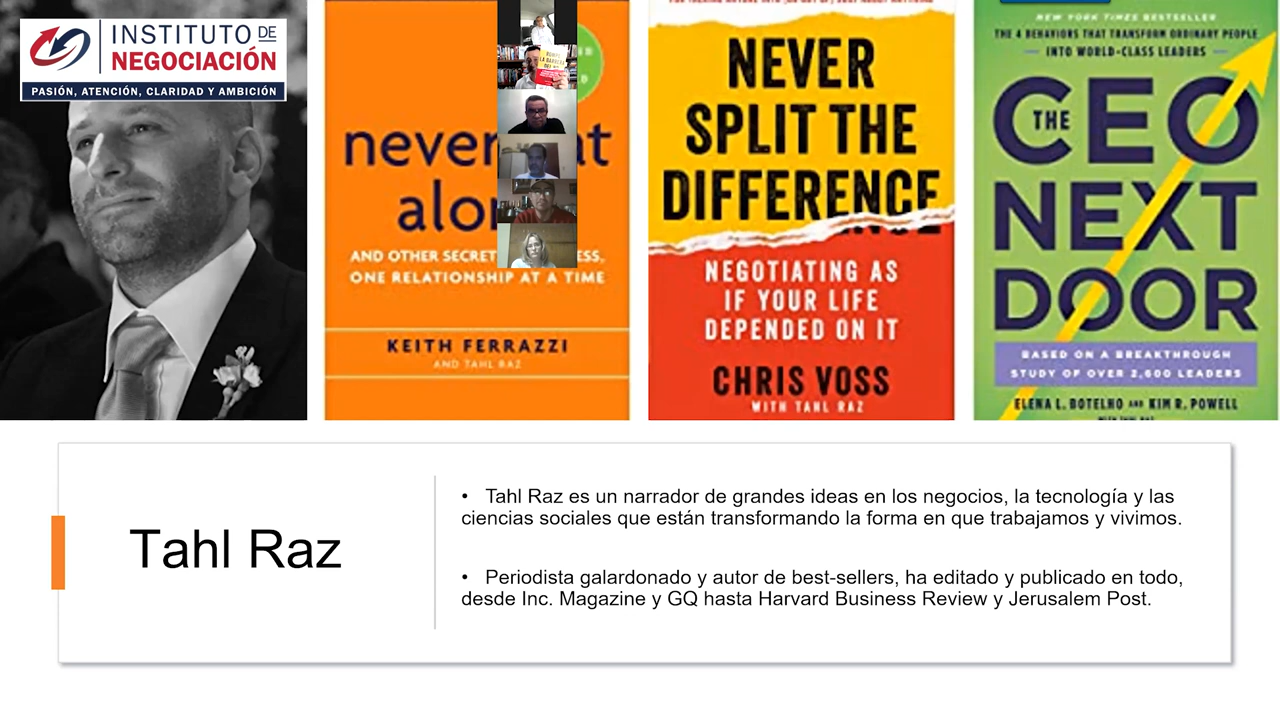 INSTITUTO DE
NEGOCIACIÓN
PASIÓN, ATENCIÓN, CLARIDAD Y AMBICIÓN
never
alo
AND OTHER SECRET ESS,
ONE RELATIONSHIP AT A TIME
KEITH FERRAZZI
AND TAHL RAZ
NEVER
SPLIT THE
DIFFERENCE
NEGOTIATING AS
IF YOUR LIFE
DEPENDED ON IT
CHRIS VOSS
WITH TAHL RAZ
NEW YORK TIMES BESTSELLER
THE 4 BEHAVIORS THAT TRANSFORM ORDINARY PEOPLE
INTO WORLD-CLASS LEADERS
THE CEO
NEXT
DOOR
BASED ON A BREAKTHROUGH
STUDY OF OVER 2,600 LEADERS
ELENA L. BOTELHO AND KIM R. POWELL
Tahl Raz
• Tahl Raz es un narrador de grandes ideas en los negocios, la tecnología y las
ciencias sociales que están transformando la forma en que trabajamos y vivimos.
• Periodista galardonado y autor de best-sellers, ha editado y publicado en todo,
desde Inc. Magazine y GQ hasta Harvard Business Review y Jerusalem Post.